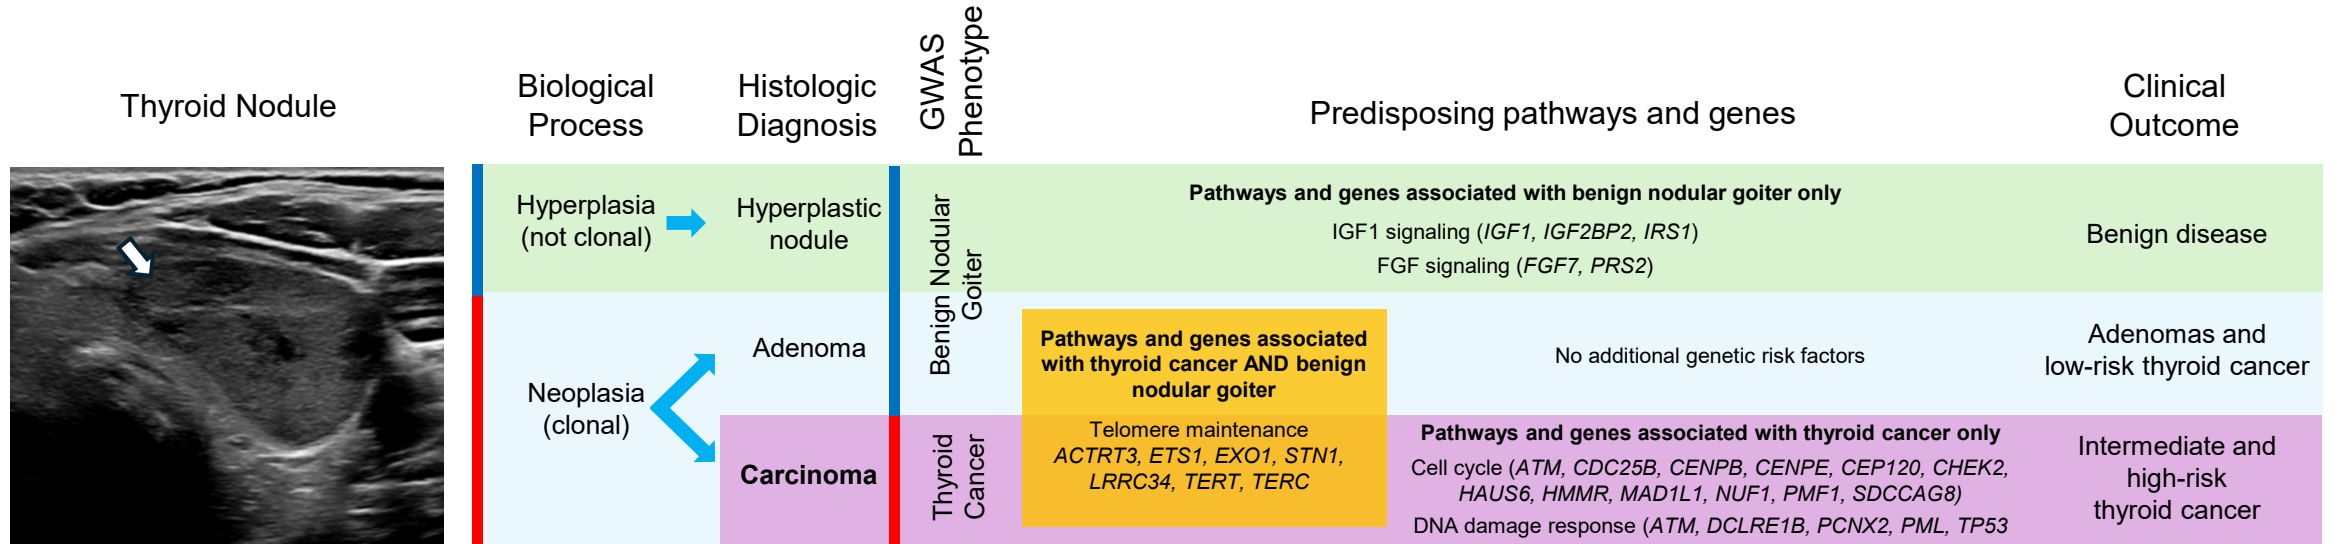 Thyroid Nodule
Biological
Process
Histologic
Diagnosis
GWAS
Phenotype
Predisposing pathways and genes
Clinical
Outcome
Hyperplasia
(not clonal)
Hyperplastic
nodule
Benign Nodular
Goiter
Pathways and genes associated with benign nodular goiter only
IGF1 signaling (IGF1, IGF2BP2, IRS1)
FGF signaling (FGF7, PRS2)
Benign disease
Neoplasia
(clonal)
Adenoma
Pathways and genes associated
with thyroid cancer AND benign
nodular goiter
No additional genetic risk factors
Adenomas and
low-risk thyroid cancer
Carcinoma
Thyroid
Cancer
Telomere maintenance
ACTRT3, ETS1, EXO1, STN1,
LRRC34, TERT, TERC
Pathways and genes associated with thyroid cancer only
Cell cycle (ATM, CDC25B, CENPB, CENPE, CEP120, CHEK2,
HAUS6, HMMR, MAD1L1, NUF1, PMF1, SDCCAG8)
DNA damage response (ATM, DCLRE1B, PCNX2, PML, TP53
Intermediate and
high-risk
thyroid cancer